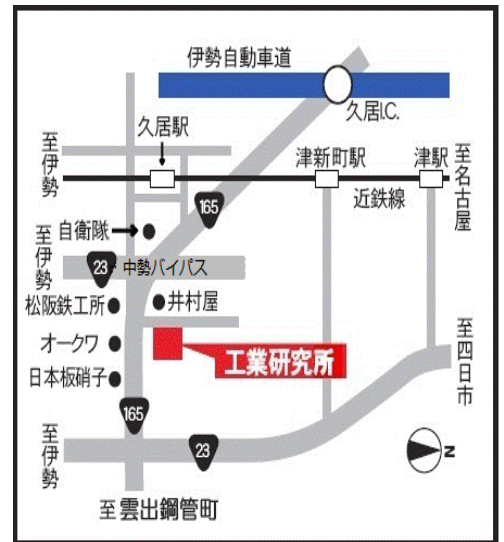 伊勢自動車道
久居I.C.
久居駅
至伊勢
津新町駅
津駅
至名古屋
近鉄線
165
自衛隊
至伊勢
23
中勢バイパス
松阪鉄工所
井村屋
オークワ
工業研究所
日本板硝子
至四日市
165
至伊勢
23
N
至雲出鋼管町